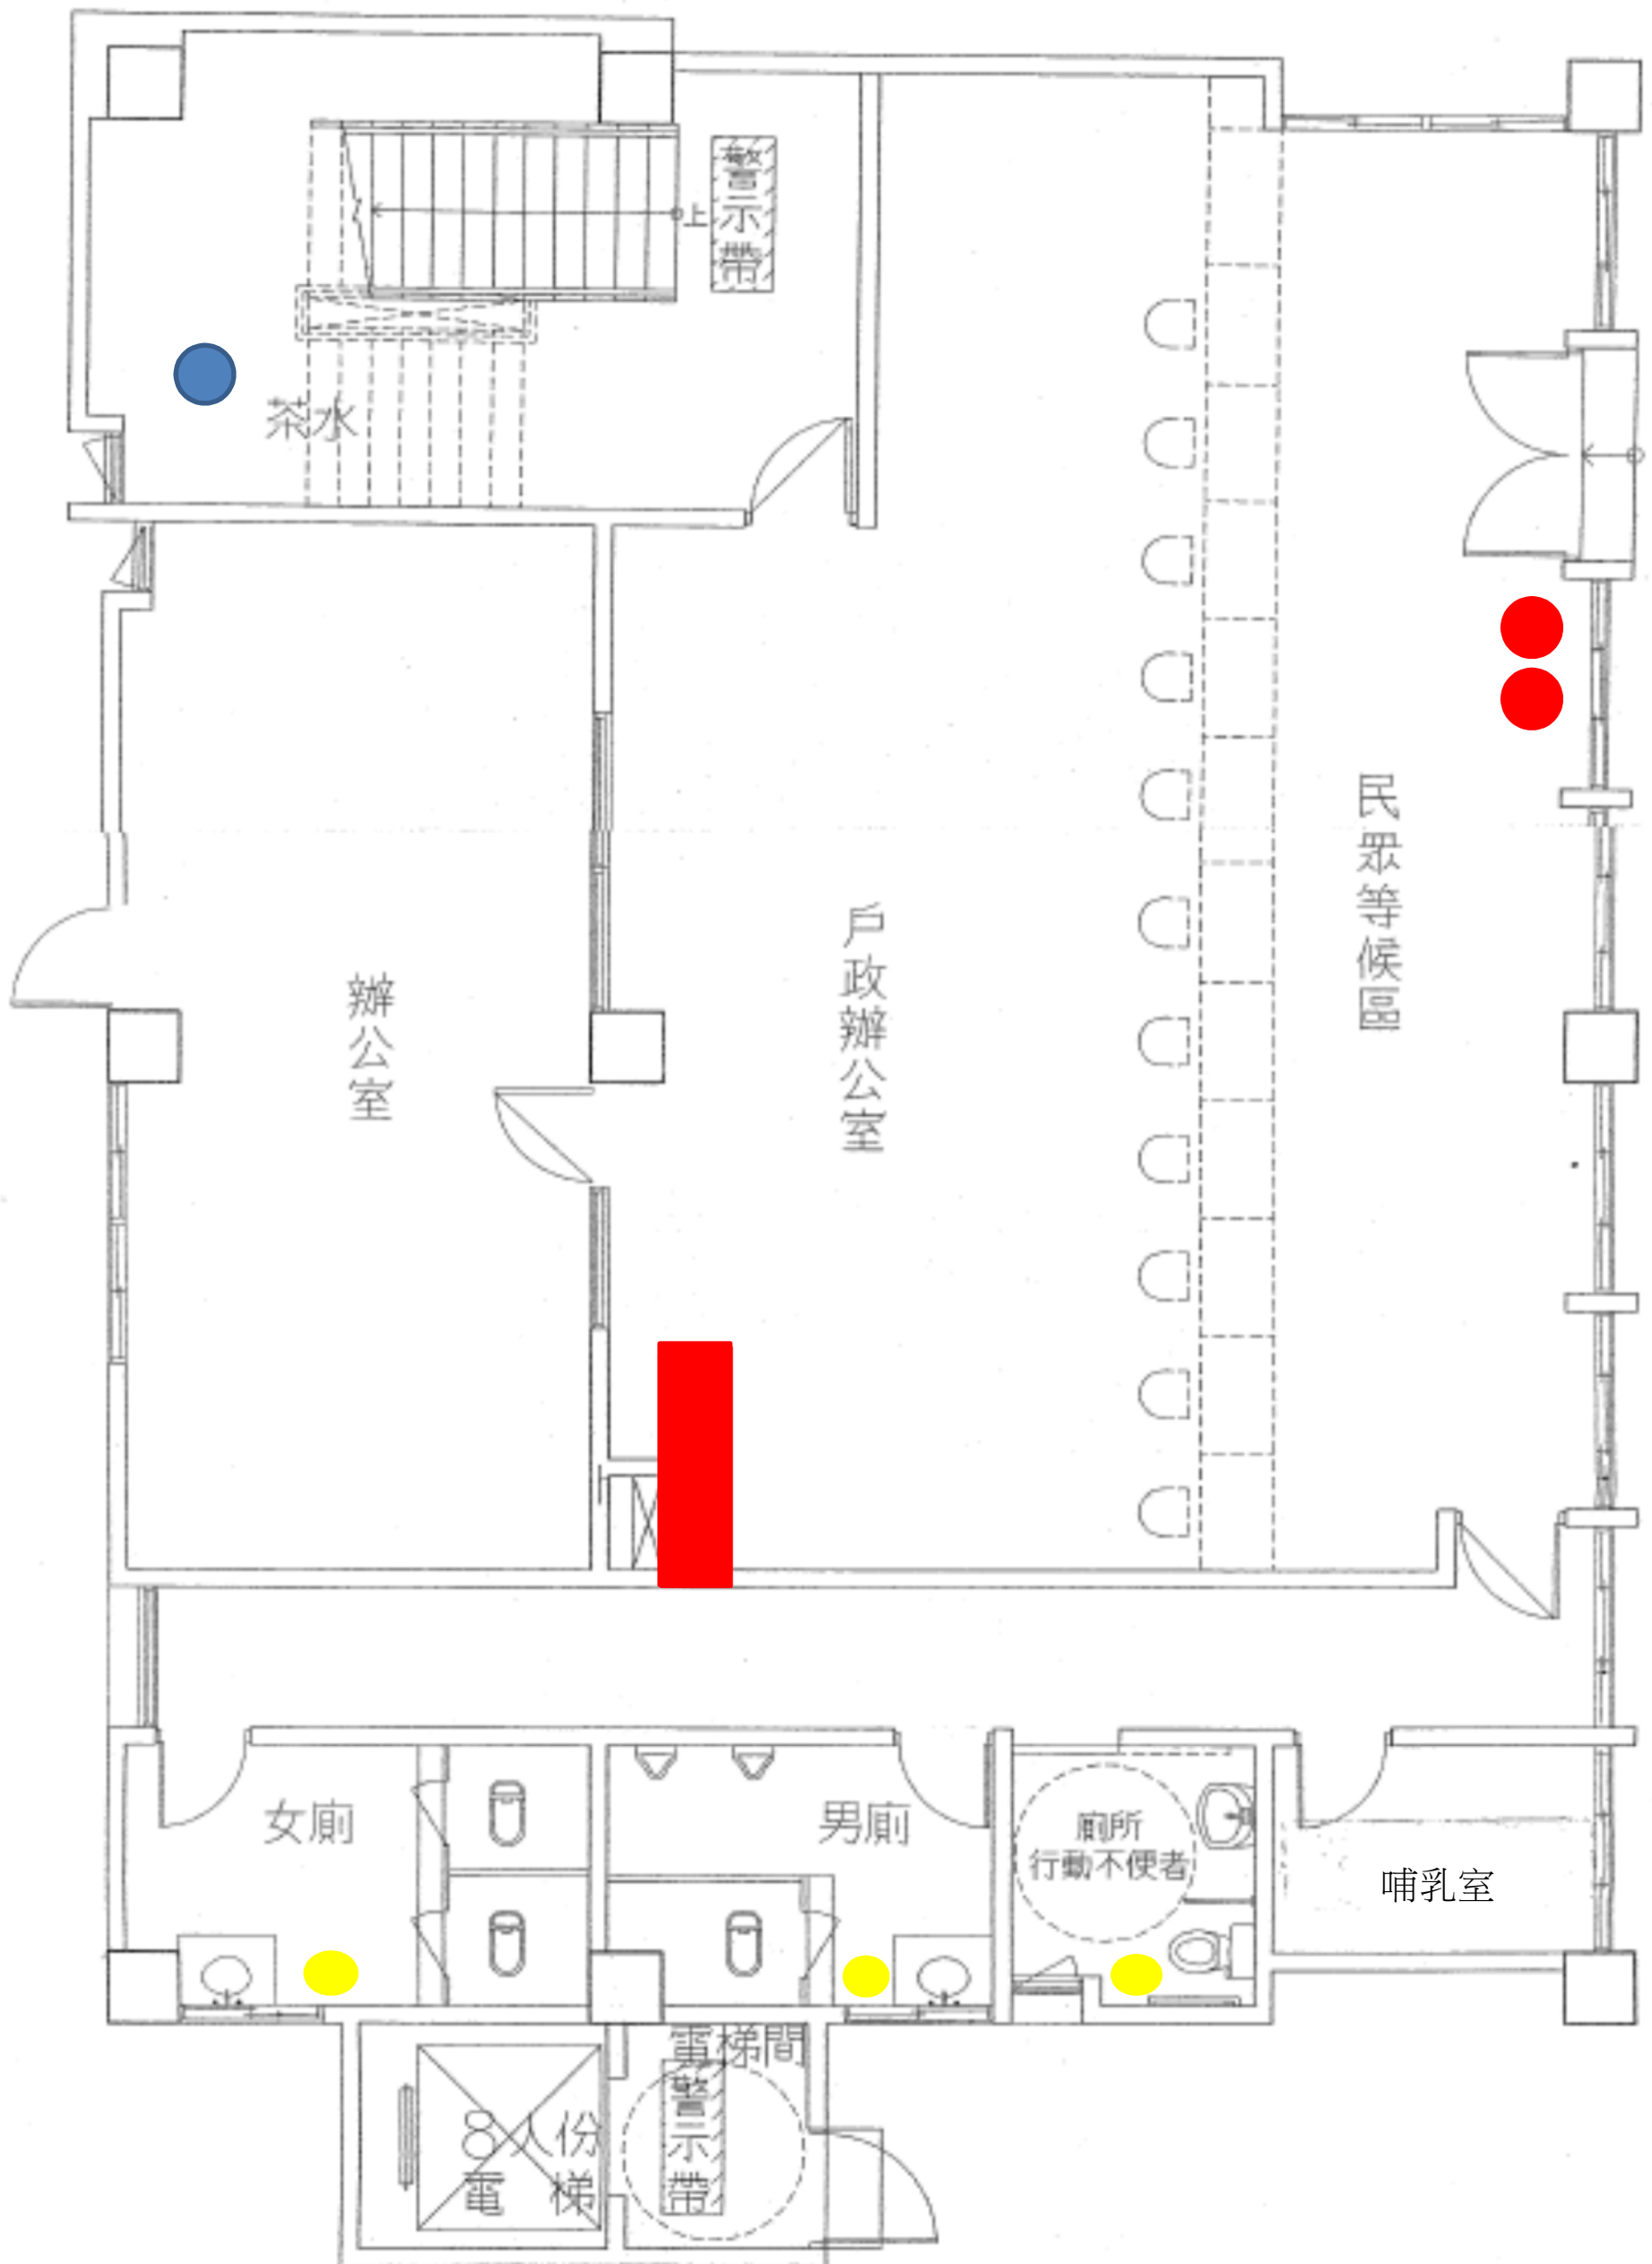 警示帶
上
茶水
民眾等候區
戶政辦公室
辦公室
女廁
男廁
廁所
行動不便者
哺乳室
電梯間
警示帶
8人份
電梯